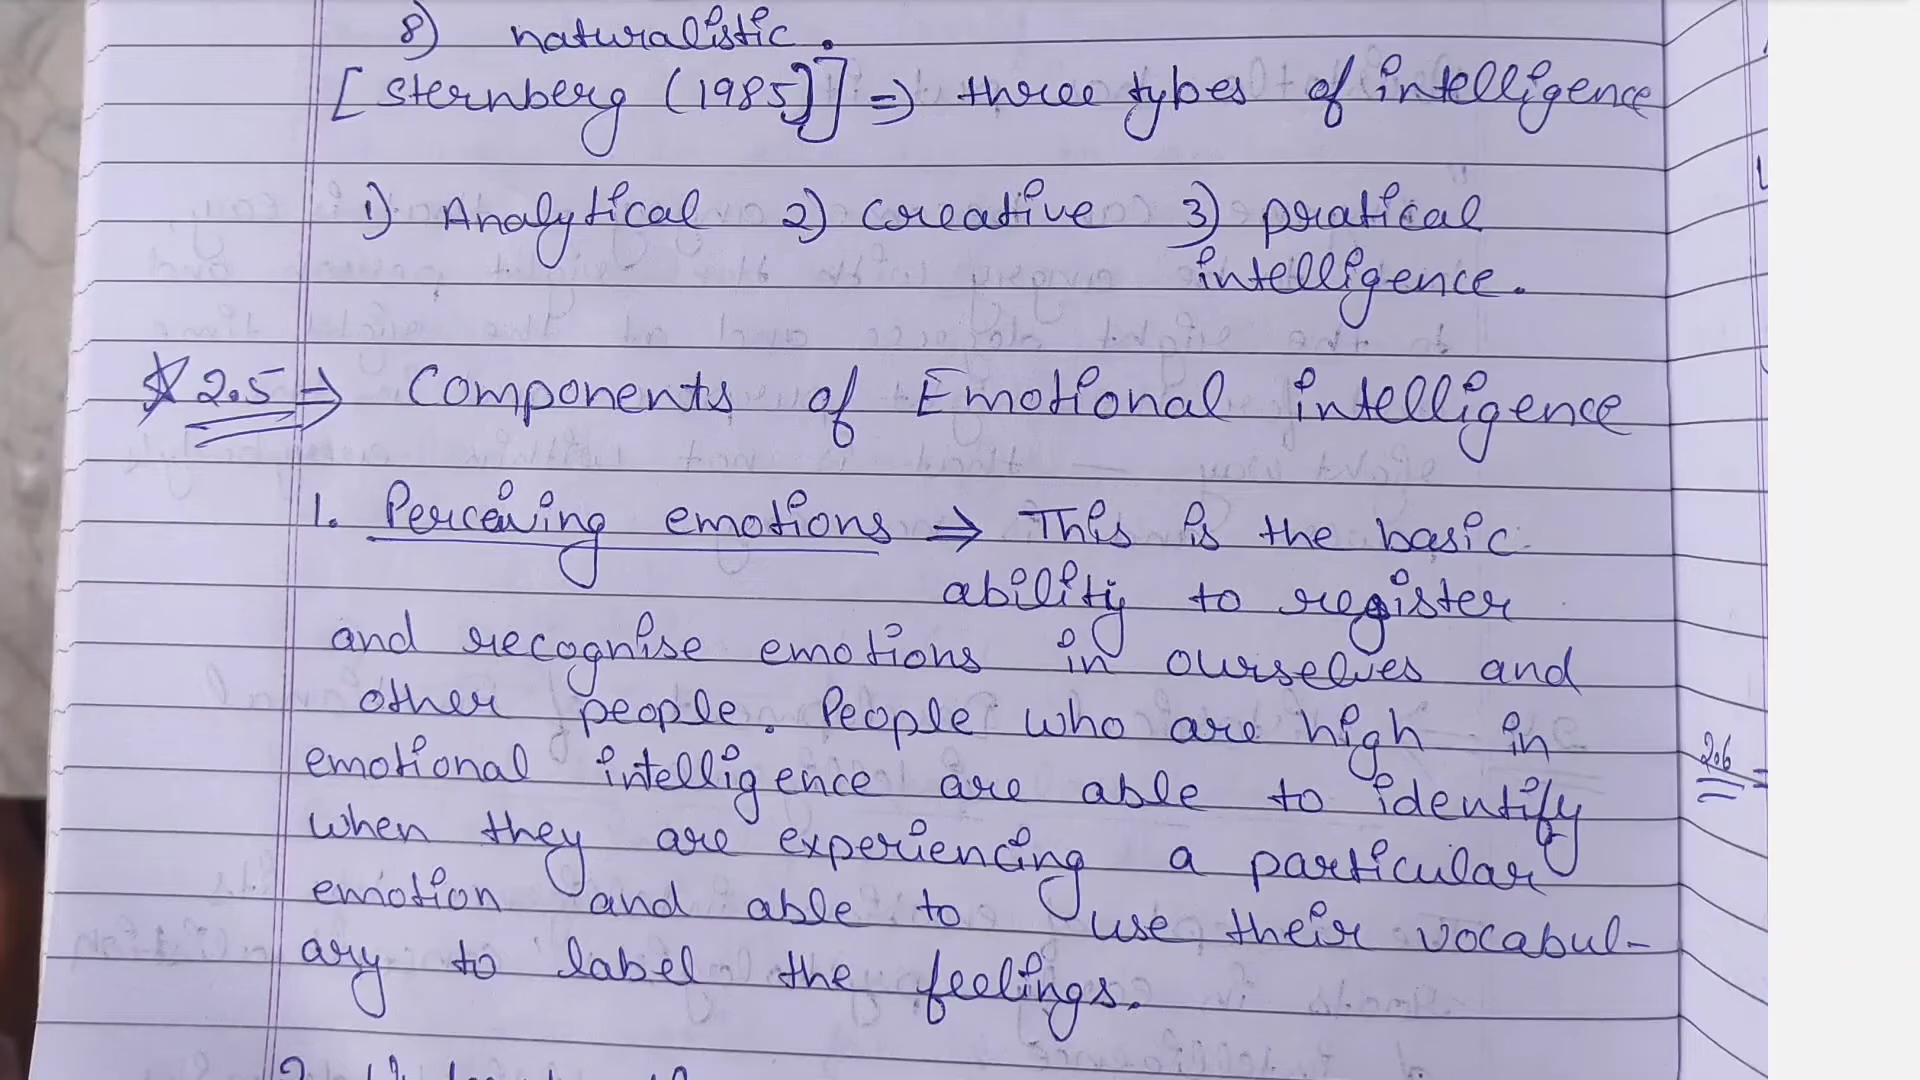 8) naturalistic.
[Sternberg (1985)] ⇒ three types of intelligence
1) Analytical 2) creative 3) pratical
intelligence.
☆ 2.5 → Components of Emotional intelligence
1. Perceiving emotions ⇒ This is the basic
ability to register
and recognise emotions in ourselves and
other people. People who are high in
emotional intelligence are able to identify
when they are experiencing a particular
emotion and able to use their vocabul-
ary to label the feelings.
2.6